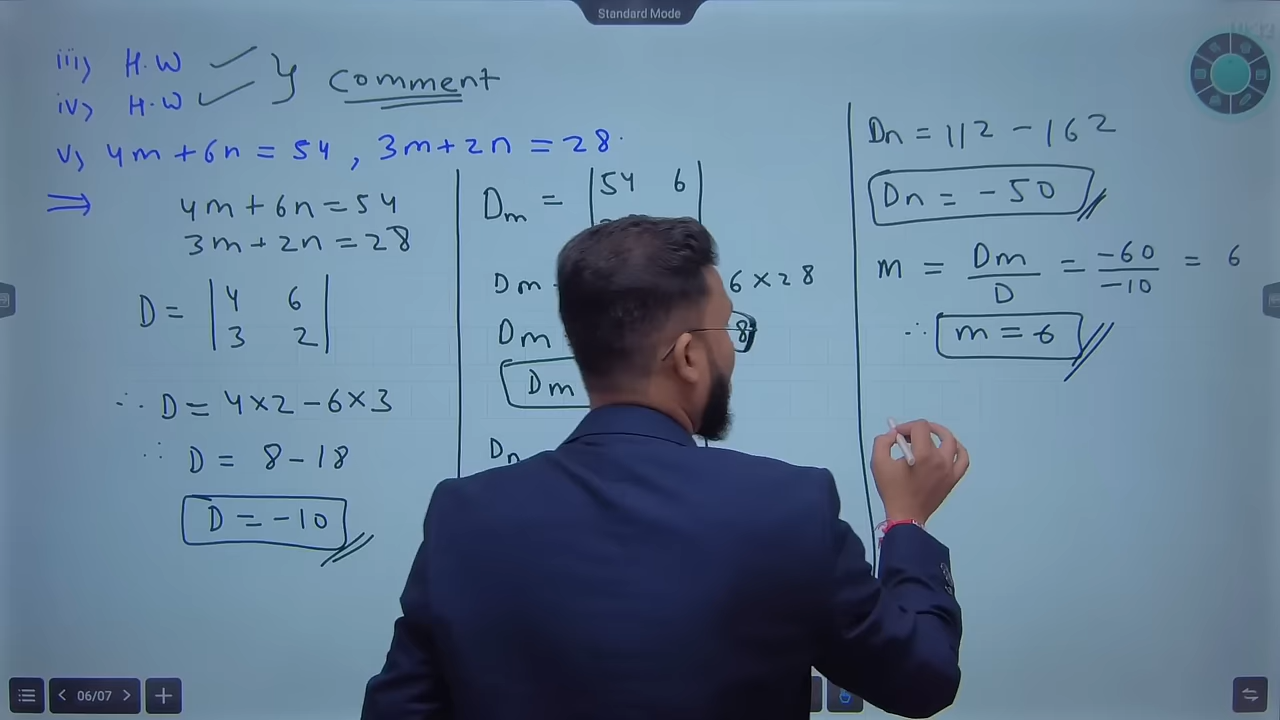 Standard Mode
iii) H.W
iv) H.W
Comment
v) 4m + 6n = 54 , 3m + 2n = 28.
⇒ 4m + 6n = 54
3m + 2n = 28
D = | 4 6 |
| 3 2 |
∴ D = 4×2 - 6×3
∴ D = 8 - 18
D = -10
Dm = | 54 6 |
Dm 6 × 28
Dm 8
Dm
Dn
Dn = 112 - 162
Dn = -50
m = Dm/D = -60/-10 = 6
∴ m = 6
06/07